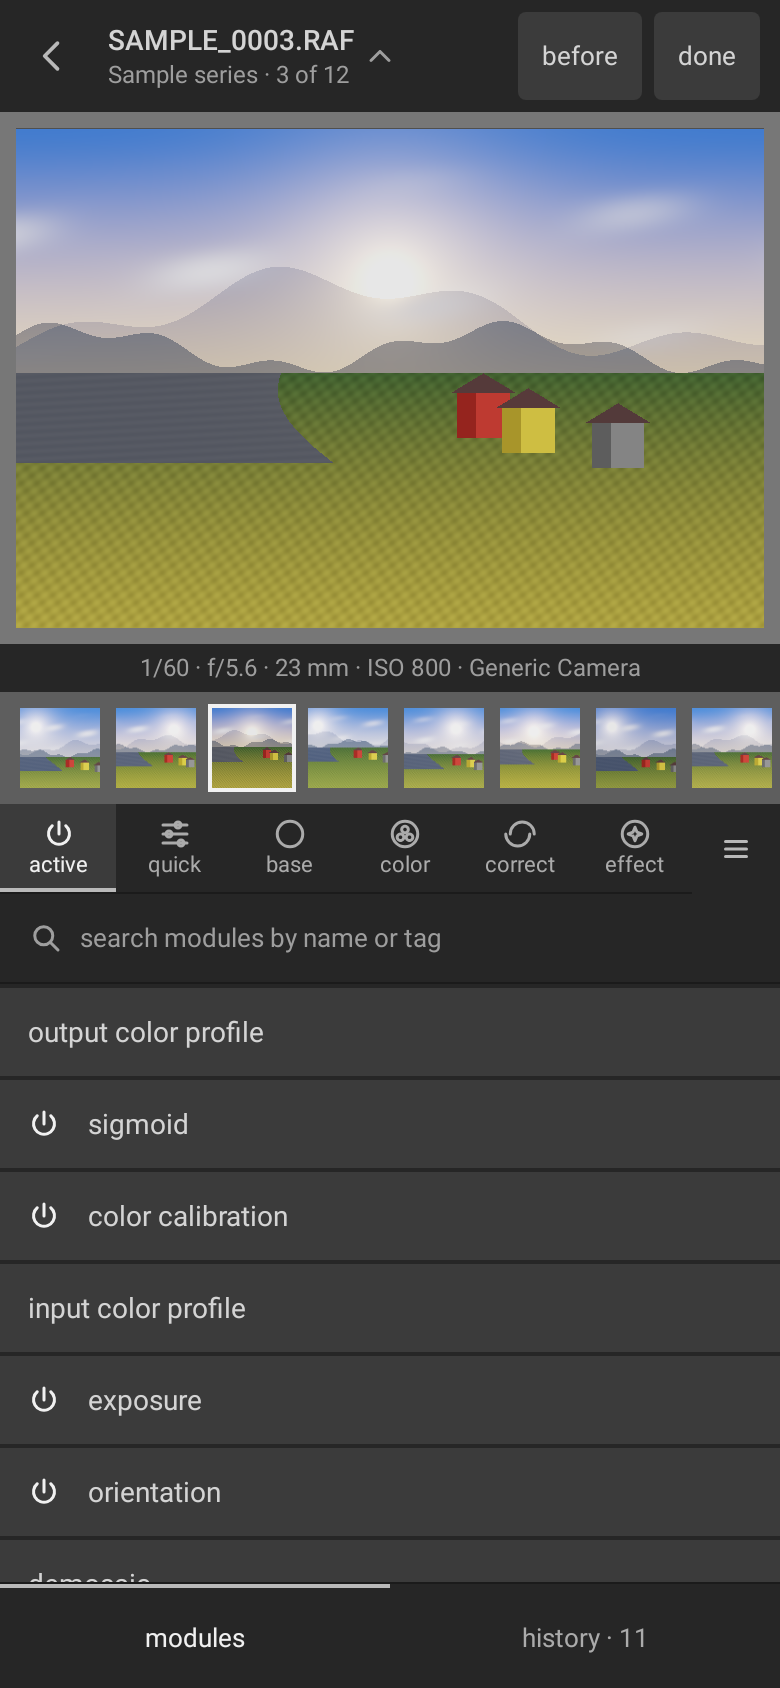 SAMPLE_0003.RAF
Sample series · 3 of 12
before
done
1/60 · f/5.6 · 23 mm · ISO 800 · Generic Camera
active
quick
base
color
correct
effect
search modules by name or tag
output color profile
sigmoid
color calibration
input color profile
exposure
orientation
demosaic
modules
history · 11